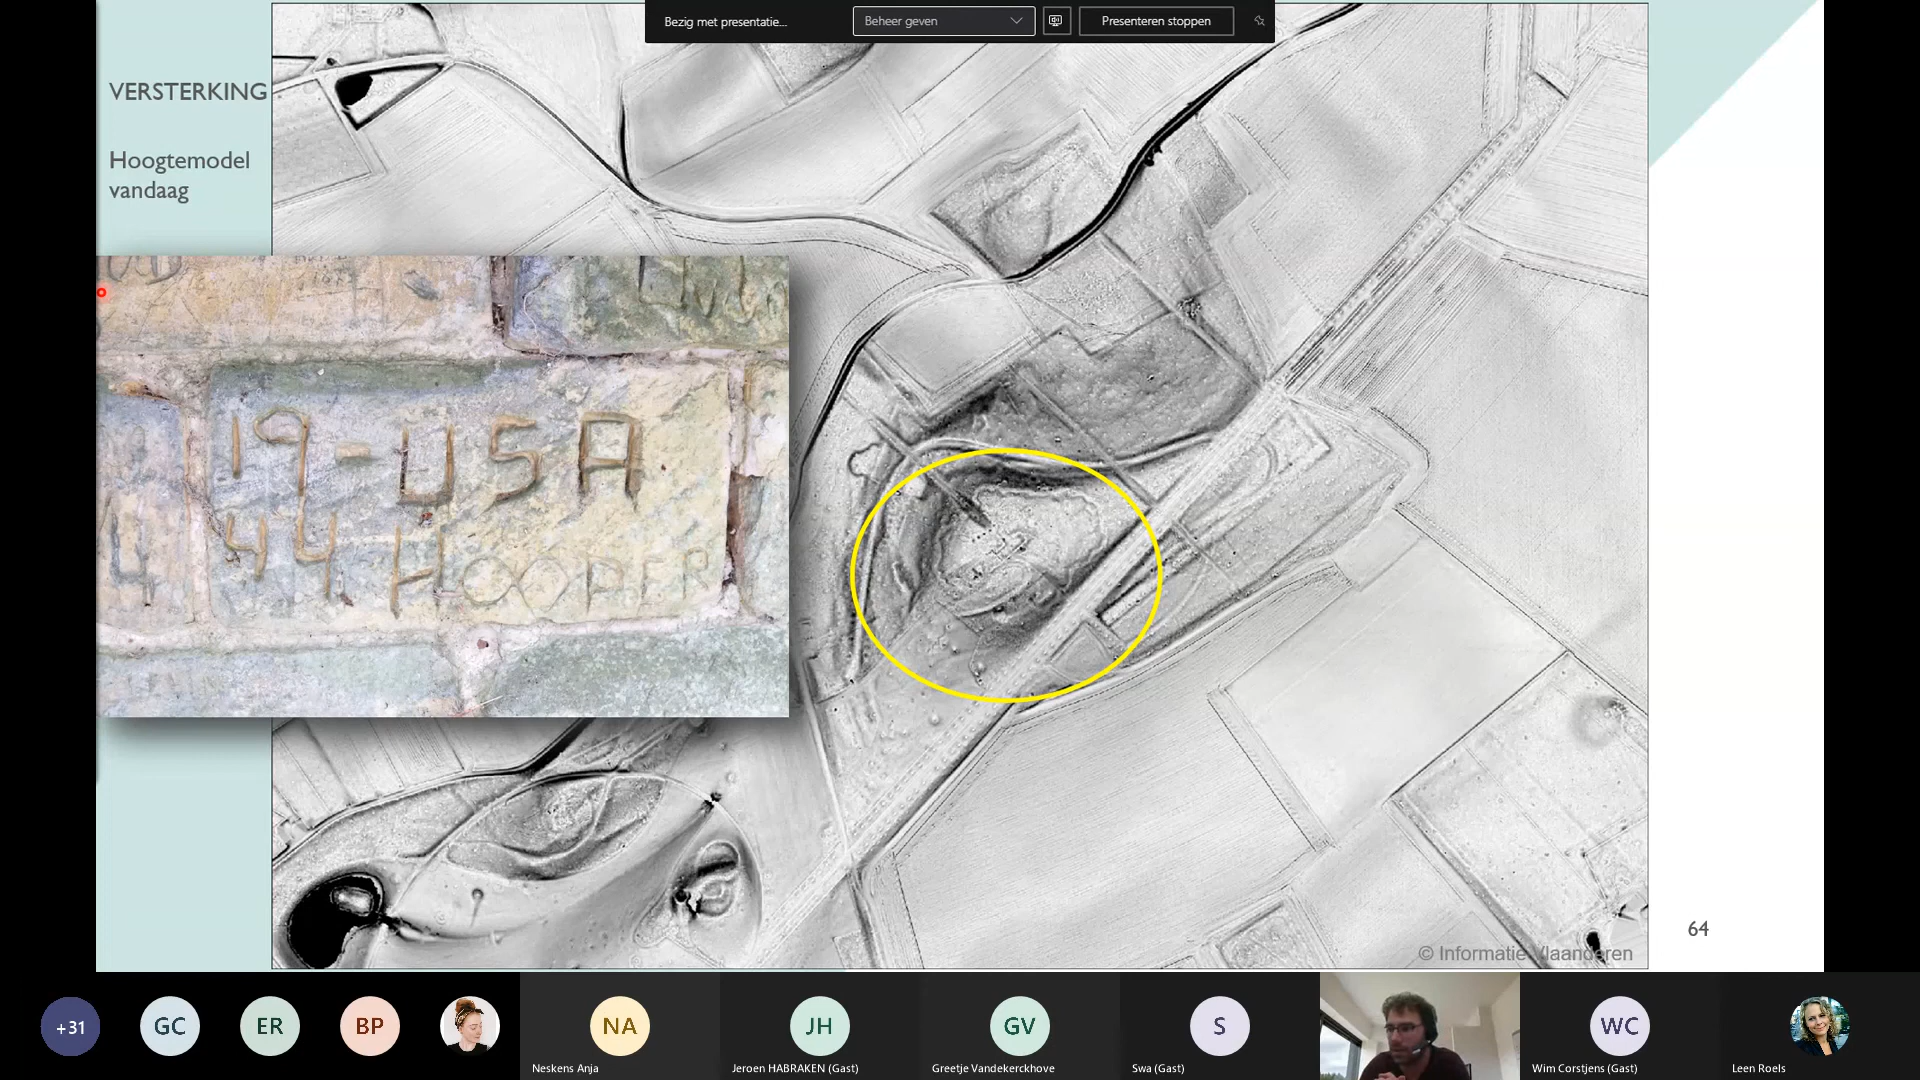 Bezig met presentatie...
Beheer geven
Presenteren stoppen
VERSTERKING
Hoogtemodel
vandaag
19-USA
44 HOOPER
64
© Informatie Vlaanderen
+31
GC
ER
BP
NA
JH
GV
S
WC
Neskens Anja
Jeroen HABRAKEN (Gast)
Greetje Vandekerckhove
Swa (Gast)
Wim Corstjens (Gast)
Leen Roels